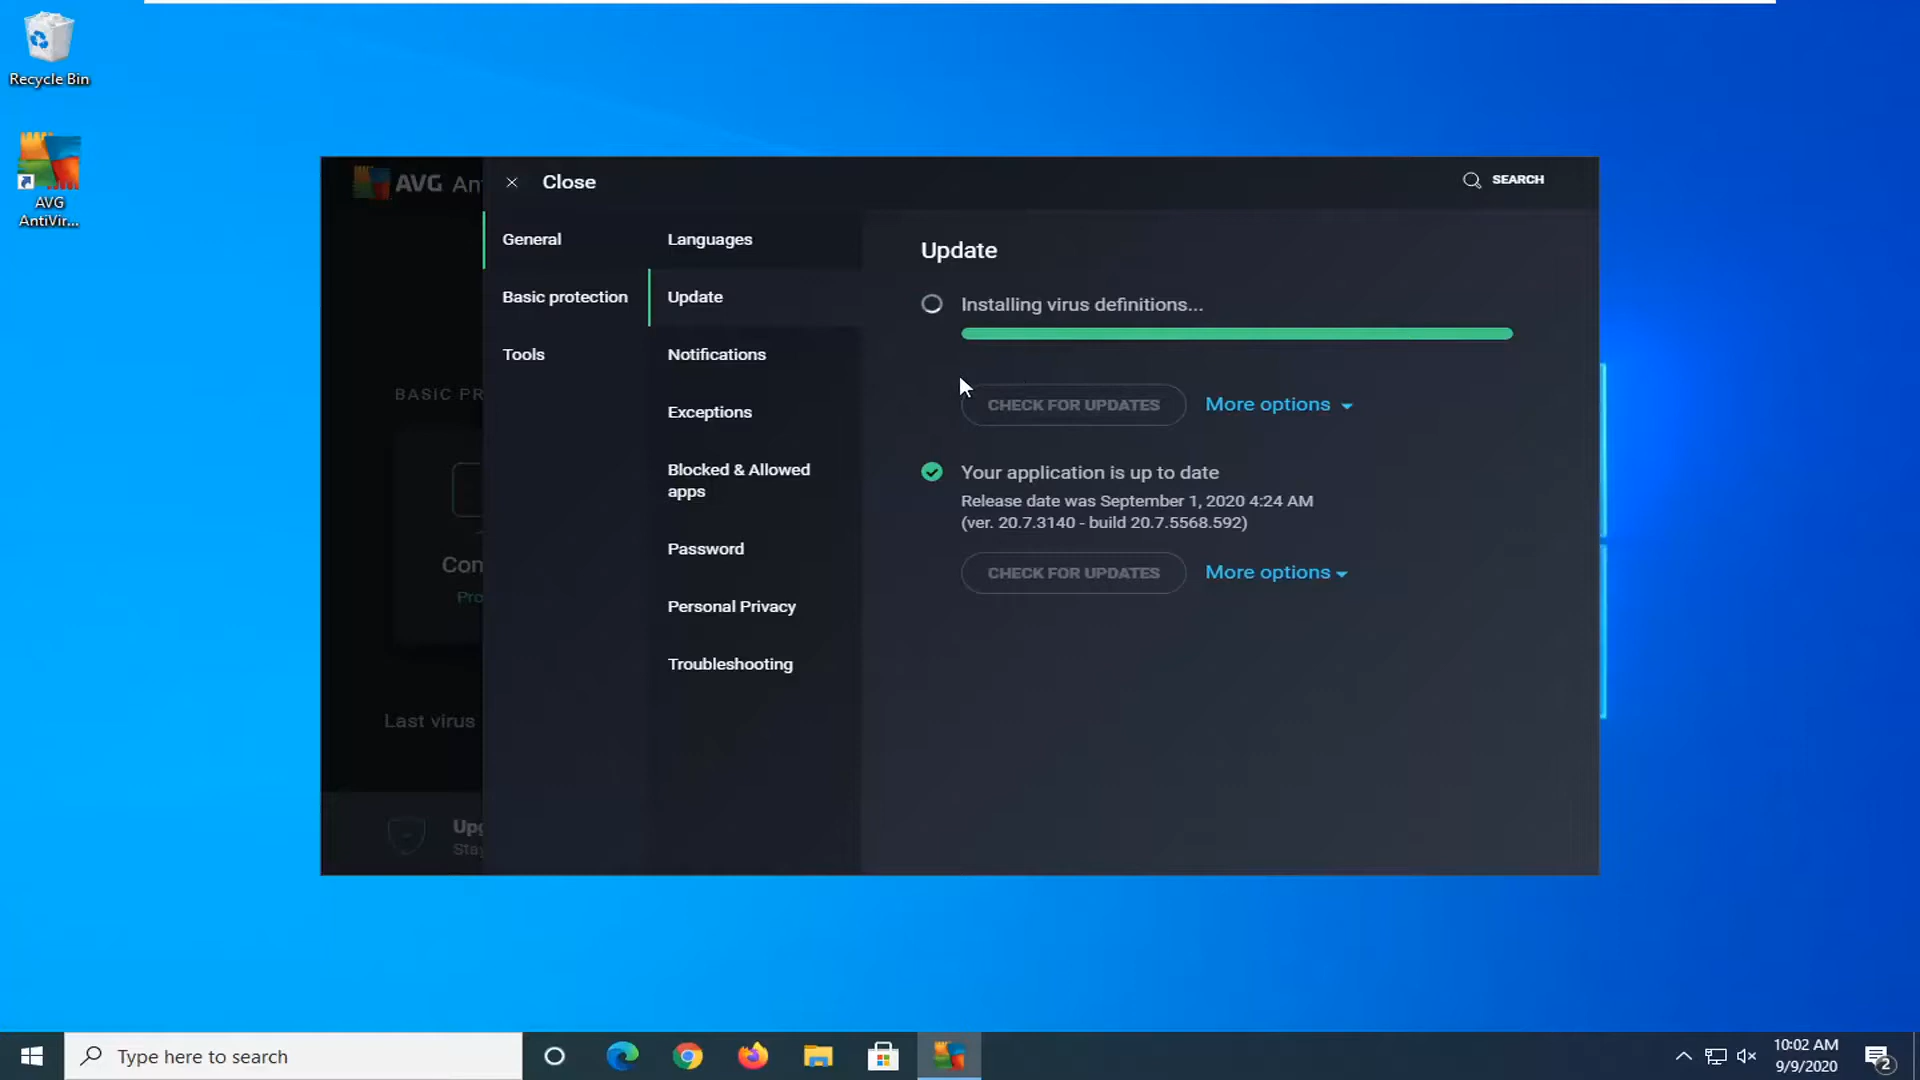 Recycle Bin
AVG
AntiVir...
AVG An
Close
SEARCH
General
Basic protection
Tools
Languages
Update
Notifications
Exceptions
Blocked & Allowed
apps
Password
Personal Privacy
Troubleshooting
Update
Installing virus definitions...
CHECK FOR UPDATES
More options
Your application is up to date
Release date was September 1, 2020 4:24 AM
(ver. 20.7.3140 - build 20.7.5568.592)
CHECK FOR UPDATES
More options
BASIC PR
Con
Pro
Last virus
Upg
Stay
Type here to search
10:02 AM
9/9/2020
2